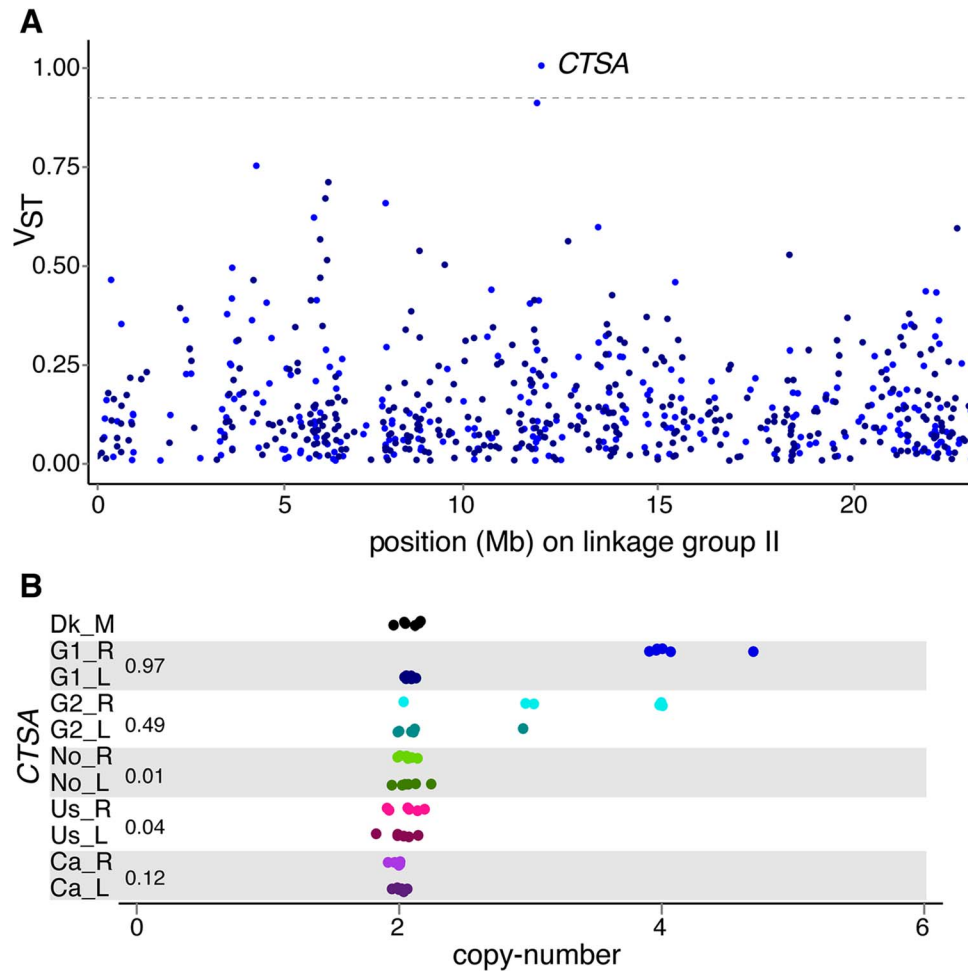 A
1.00
CTSA
0.75
0.50
0.25
0.00
VST
0 5 10 15 20
position (Mb) on linkage group II
B
Dk_M
G1_R
0.97
G1_L
G2_R
0.49
G2_L
No_R
0.01
No_L
Us_R
0.04
Us_L
Ca_R
0.12
Ca_L
CTSA
0 2 4 6
copy-number